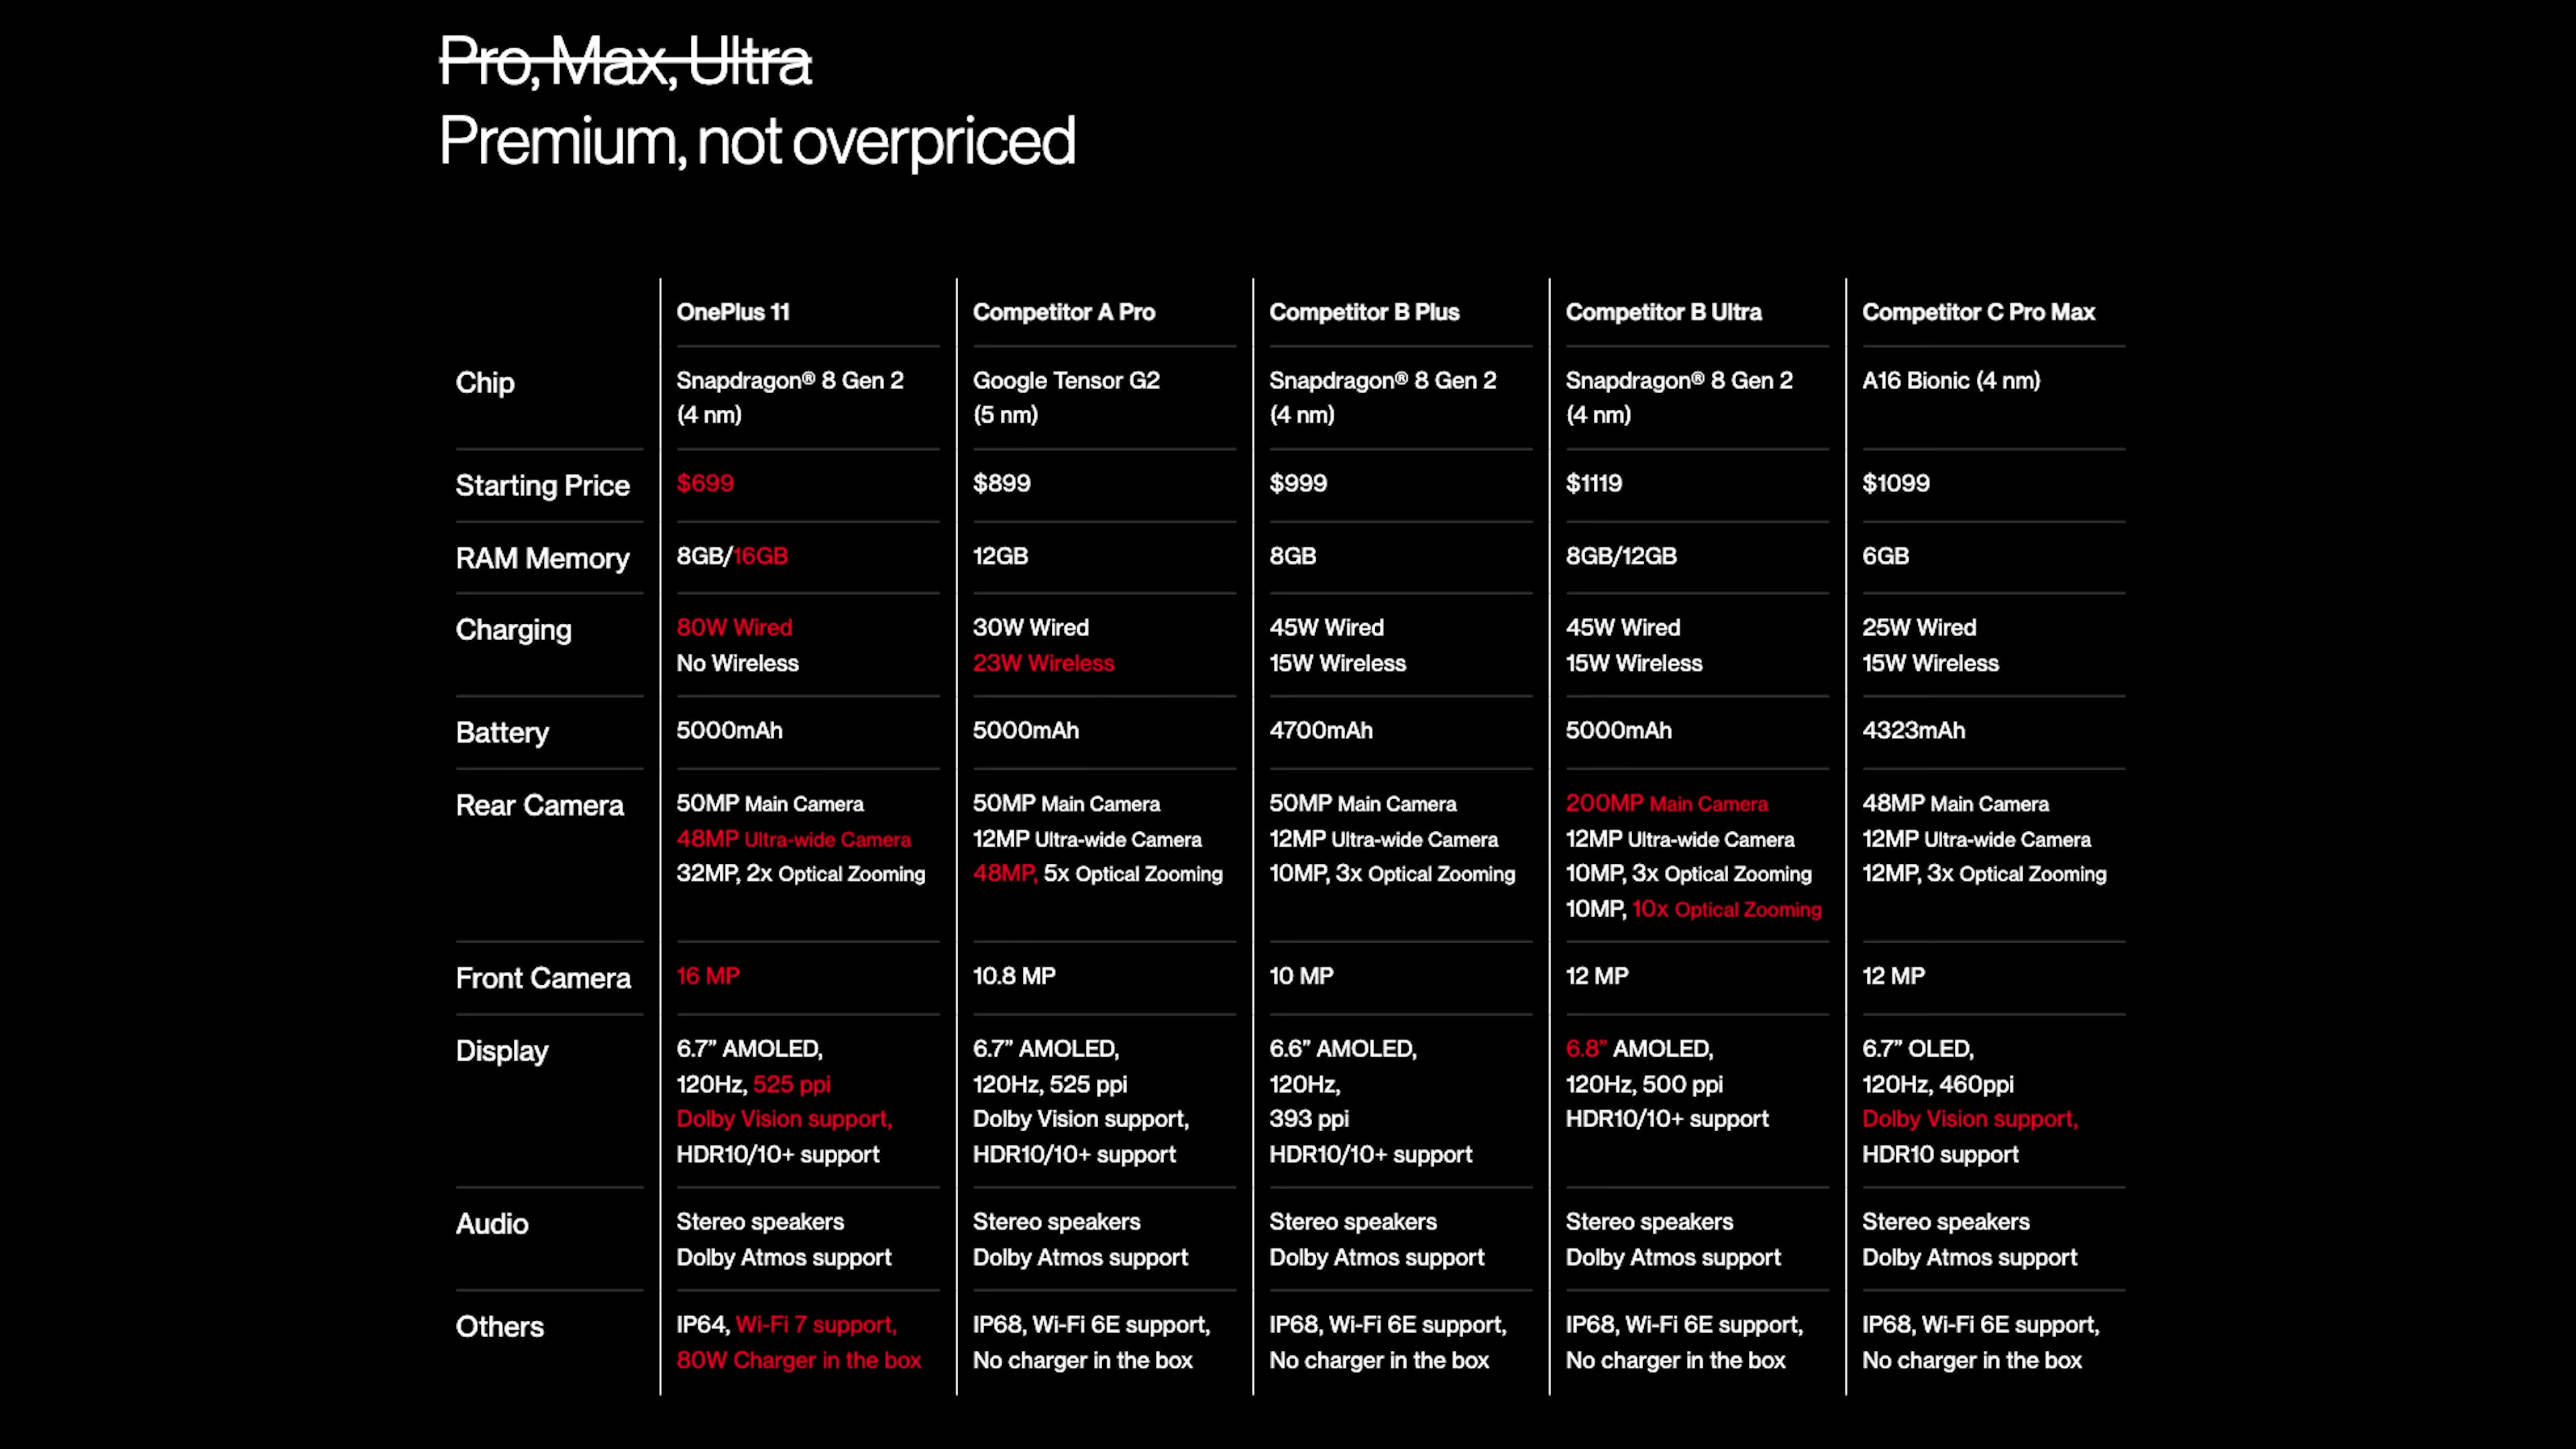 Pro, Max, Ultra
Premium, not overpriced
OnePlus 11 Competitor A Pro Competitor B Plus Competitor B Ultra Competitor C Pro Max
Chip Snapdragon® 8 Gen 2 Google Tensor G2 Snapdragon® 8 Gen 2 Snapdragon® 8 Gen 2 A16 Bionic (4 nm)
(4 nm) (5 nm) (4 nm) (4 nm)
Starting Price $699 $899 $999 $1119 $1099
RAM Memory 8GB/16GB 12GB 8GB 8GB/12GB 6GB
Charging 80W Wired 30W Wired 45W Wired 45W Wired 25W Wired
No Wireless 23W Wireless 15W Wireless 15W Wireless 15W Wireless
Battery 5000mAh 5000mAh 4700mAh 5000mAh 4323mAh
Rear Camera 50MP Main Camera 50MP Main Camera 50MP Main Camera 200MP Main Camera 48MP Main Camera
48MP Ultra-wide Camera 12MP Ultra-wide Camera 12MP Ultra-wide Camera 12MP Ultra-wide Camera 12MP Ultra-wide Camera
32MP, 2x Optical Zooming 48MP, 5x Optical Zooming 10MP, 3x Optical Zooming 10MP, 3x Optical Zooming 12MP, 3x Optical Zooming
10MP, 10x Optical Zooming
Front Camera 16 MP 10.8 MP 10 MP 12 MP 12 MP
Display 6.7” AMOLED, 6.7” AMOLED, 6.6” AMOLED, 6.8” AMOLED, 6.7” OLED,
120Hz, 525 ppi 120Hz, 525 ppi 120Hz, 120Hz, 500 ppi 120Hz, 460ppi
Dolby Vision support, Dolby Vision support, 393 ppi HDR10/10+ support Dolby Vision support,
HDR10/10+ support HDR10/10+ support HDR10/10+ support HDR10 support
Audio Stereo speakers Stereo speakers Stereo speakers Stereo speakers Stereo speakers
Dolby Atmos support Dolby Atmos support Dolby Atmos support Dolby Atmos support Dolby Atmos support
Others IP64, Wi-Fi 7 support, IP68, Wi-Fi 6E support, IP68, Wi-Fi 6E support, IP68, Wi-Fi 6E support, IP68, Wi-Fi 6E support,
80W Charger in the box No charger in the box No charger in the box No charger in the box No charger in the box